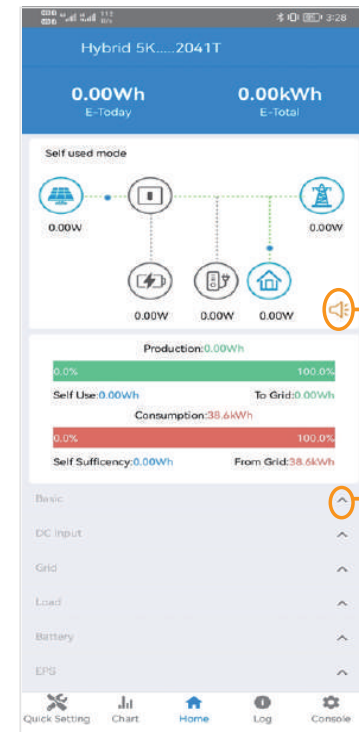 3:28
Hybrid 5K.....2041T
0.00Wh 0.00kWh
E-Today E-Total
Self used mode
0.00W 0.00W
0.00W 0.00W 0.00W
Production:0.00Wh
0.0% 100.0%
Self Use:0.00Wh To Grid:0.00Wh
Consumption:38.6kWh
0.0% 100.0%
Self Sufficency:0.00Wh From Grid:38.6kWh
Basic
DC Input
Grid
Load
Battery
EPS
Quick Setting Chart Home Log Console